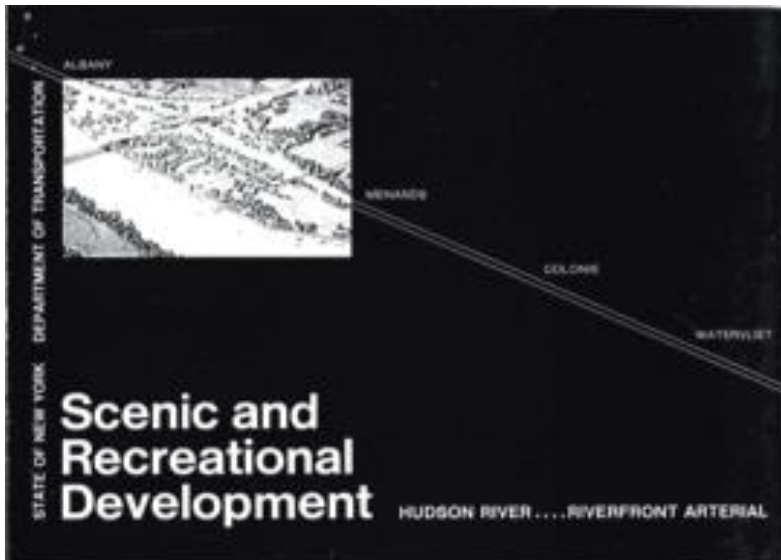 ALBANY
MENANDS
COLONIE
WATERVLIET
STATE OF NEW YORK DEPARTMENT OF TRANSPORTATION
Scenic and
Recreational
Development
HUDSON RIVER....RIVERFRONT ARTERIAL